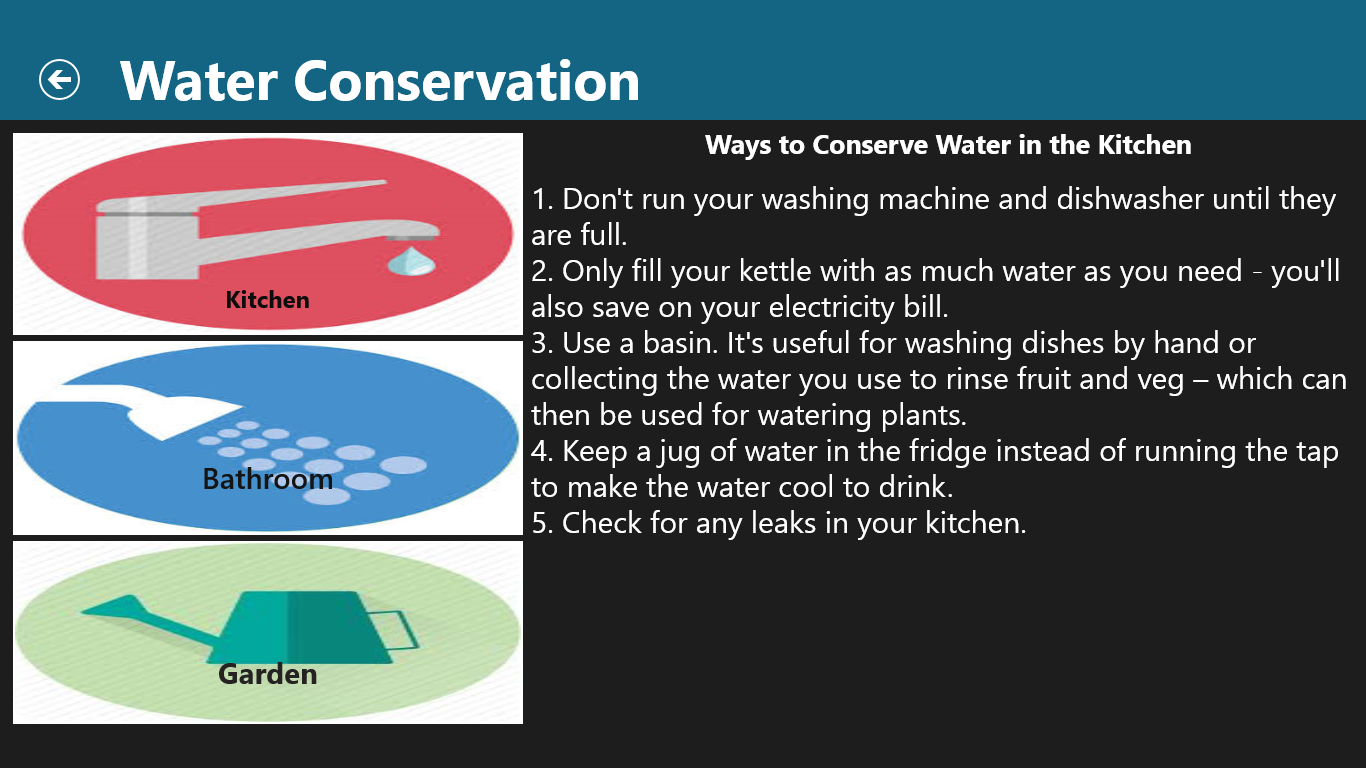 Water Conservation
Kitchen
Bathroom
Garden
Ways to Conserve Water in the Kitchen
1. Don't run your washing machine and dishwasher until they
are full.
2. Only fill your kettle with as much water as you need - you'll
also save on your electricity bill.
3. Use a basin. It's useful for washing dishes by hand or
collecting the water you use to rinse fruit and veg – which can
then be used for watering plants.
4. Keep a jug of water in the fridge instead of running the tap
to make the water cool to drink.
5. Check for any leaks in your kitchen.